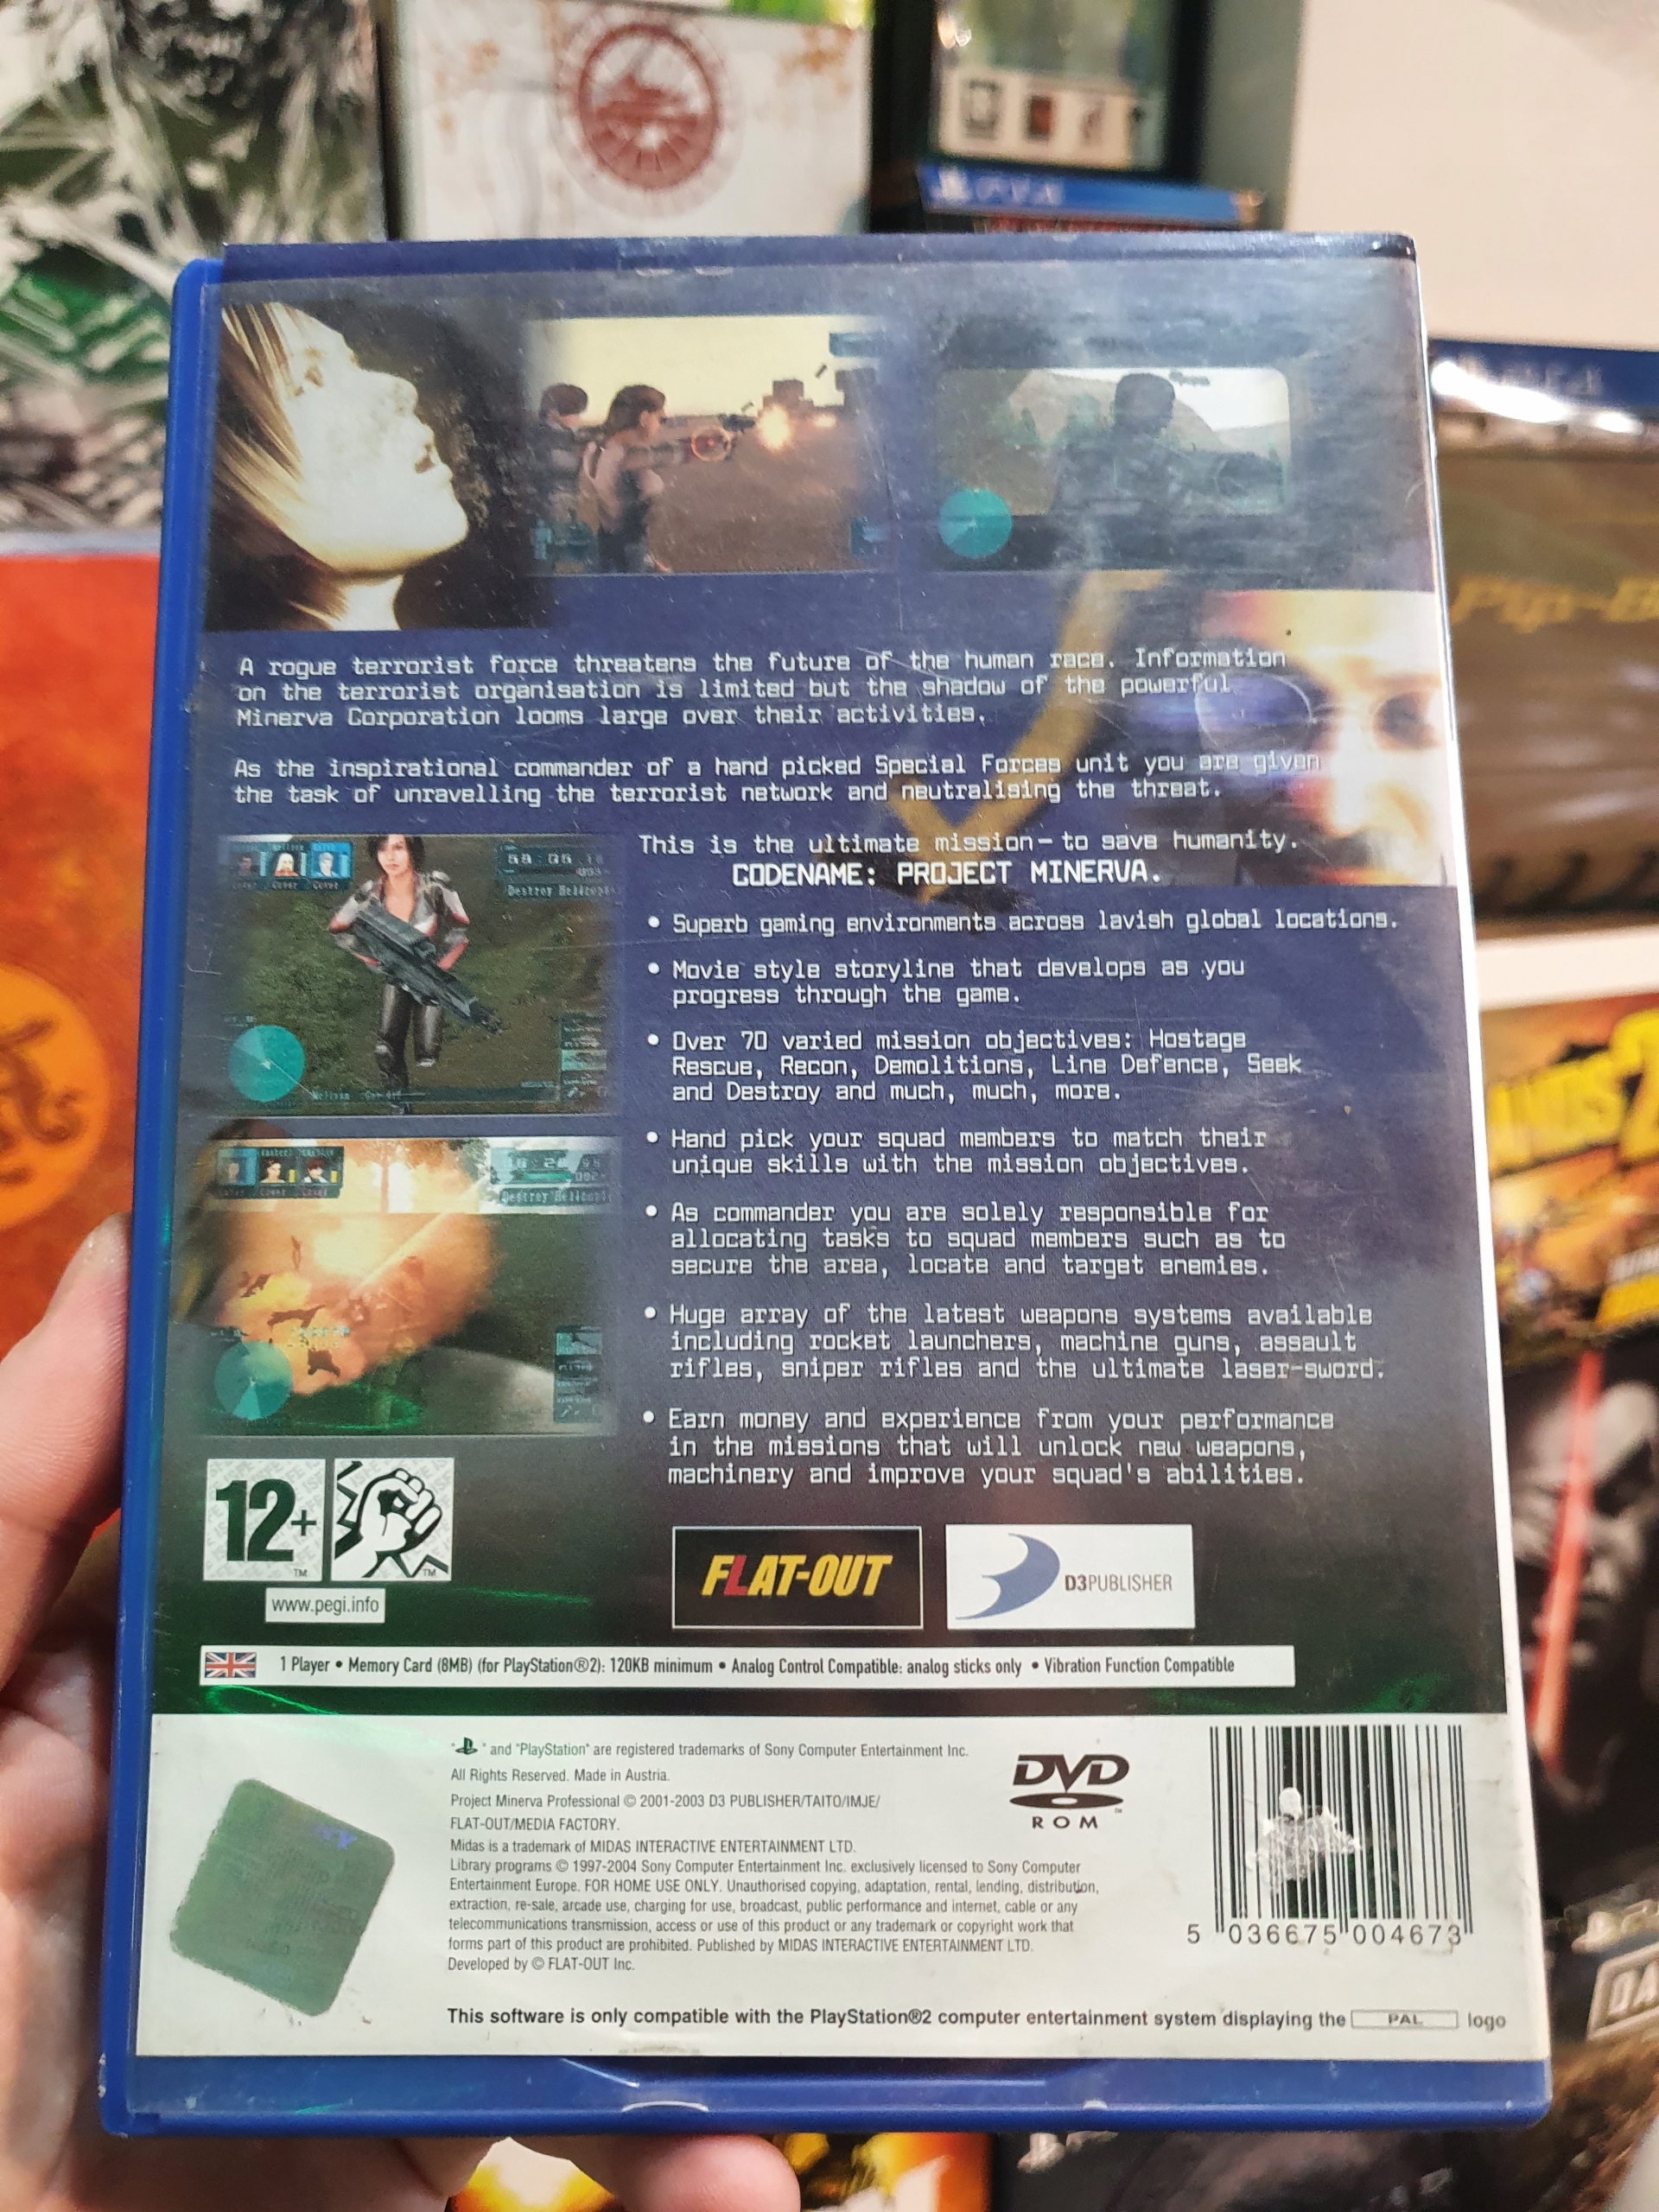 PS4
A rogue terrorist force threatens the future of the human race. Information
on the terrorist organisation is limited but the shadow of the powerful
Minerva Corporation looms large over their activities.
As the inspirational commander of a hand picked Special Forces unit you are given
the task of unravelling the terrorist network and neutralising the threat.
This is the ultimate mission - to save humanity.
CODENAME: PROJECT MINERVA.
• Superb gaming environments across lavish global locations.
• Movie style storyline that develops as you
progress through the game.
• Over 70 varied mission objectives: Hostage
Rescue, Recon, Demolitions, Line Defence, Seek
and Destroy and much, much, more.
• Hand pick your squad members to match their
unique skills with the mission objectives.
• As commander you are solely responsible for
allocating tasks to squad members such as to
secure the area, locate and target enemies.
• Huge array of the latest weapons systems available
including rocket launchers, machine guns, assault
rifles, sniper rifles and the ultimate laser-sword.
• Earn money and experience from your performance
in the missions that will unlock new weapons,
machinery and improve your squad's abilities.
Cover Cover
Destroy
12+
TM TM
www.pegi.info
FLAT-OUT
D3PUBLISHER
1 Player • Memory Card (8MB) (for PlayStation®2): 120KB minimum • Analog Control Compatible: analog sticks only • Vibration Function Compatible
" " and "PlayStation" are registered trademarks of Sony Computer Entertainment Inc.
All Rights Reserved. Made in Austria.
Project Minerva Professional © 2001-2003 D3 PUBLISHER/TAITO/IMJE/
FLAT-OUT/MEDIA FACTORY.
Midas is a trademark of MIDAS INTERACTIVE ENTERTAINMENT LTD.
Library programs © 1997-2004 Sony Computer Entertainment Inc. exclusively licensed to Sony Computer
Entertainment Europe. FOR HOME USE ONLY. Unauthorised copying, adaptation, rental, lending, distribution,
extraction, re-sale, arcade use, charging for use, broadcast, public performance and internet, cable or any
telecommunications transmission, access or use of this product or any trademark or copyright work that
forms part of this product are prohibited. Published by MIDAS INTERACTIVE ENTERTAINMENT LTD.
Developed by © FLAT-OUT Inc.
DVD
ROM
5 036675 004673
This software is only compatible with the PlayStation®2 computer entertainment system displaying the PAL logo